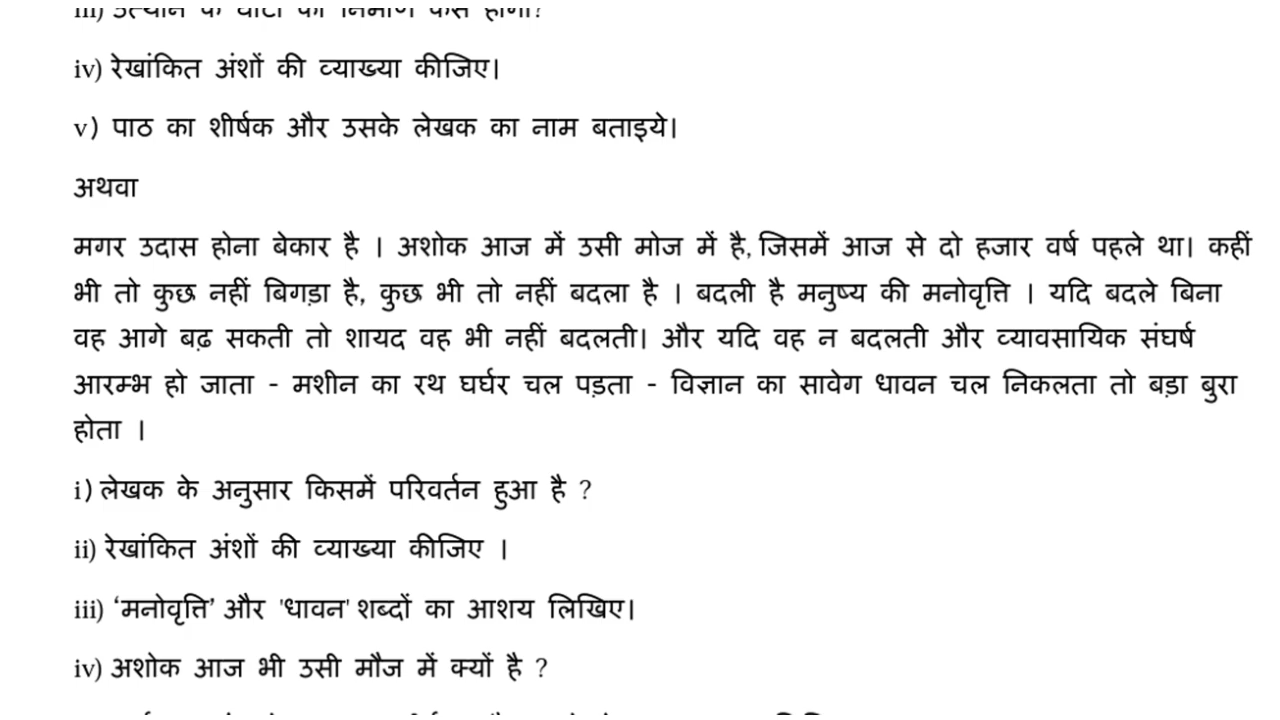 iv) रेखांकित अंशों की व्याख्या कीजिए।
v) पाठ का शीर्षक और उसके लेखक का नाम बताइये।
अथवा
मगर उदास होना बेकार है । अशोक आज में उसी मोज में है, जिसमें आज से दो हजार वर्ष पहले था। कहीं
भी तो कुछ नहीं बिगड़ा है, कुछ भी तो नहीं बदला है । बदली है मनुष्य की मनोवृत्ति । यदि बदले बिना
वह आगे बढ़ सकती तो शायद वह भी नहीं बदलती। और यदि वह न बदलती और व्यावसायिक संघर्ष
आरम्भ हो जाता - मशीन का रथ घर्घर चल पड़ता - विज्ञान का सावेग धावन चल निकलता तो बड़ा बुरा
होता ।
i) लेखक के अनुसार किसमें परिवर्तन हुआ है ?
ii) रेखांकित अंशों की व्याख्या कीजिए ।
iii) ‘मनोवृत्ति’ और 'धावन' शब्दों का आशय लिखिए।
iv) अशोक आज भी उसी मौज में क्यों है ?